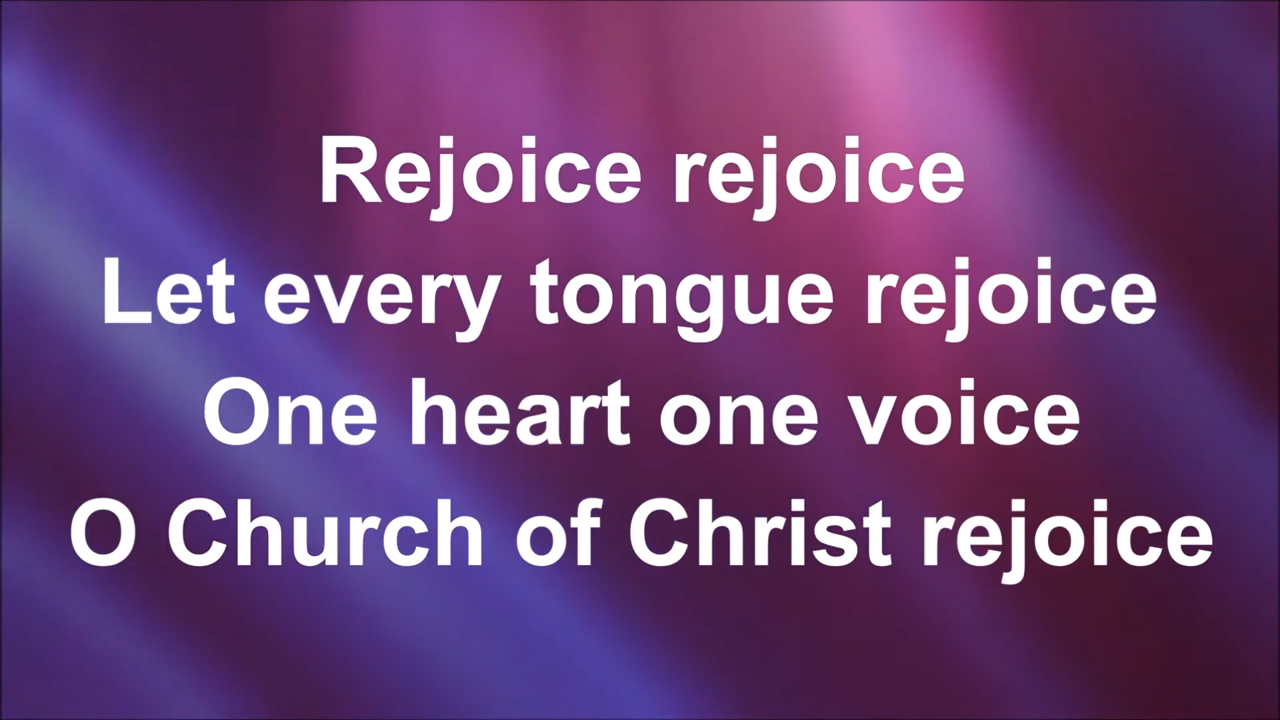 Rejoice rejoice
Let every tongue rejoice
One heart one voice
O Church of Christ rejoice